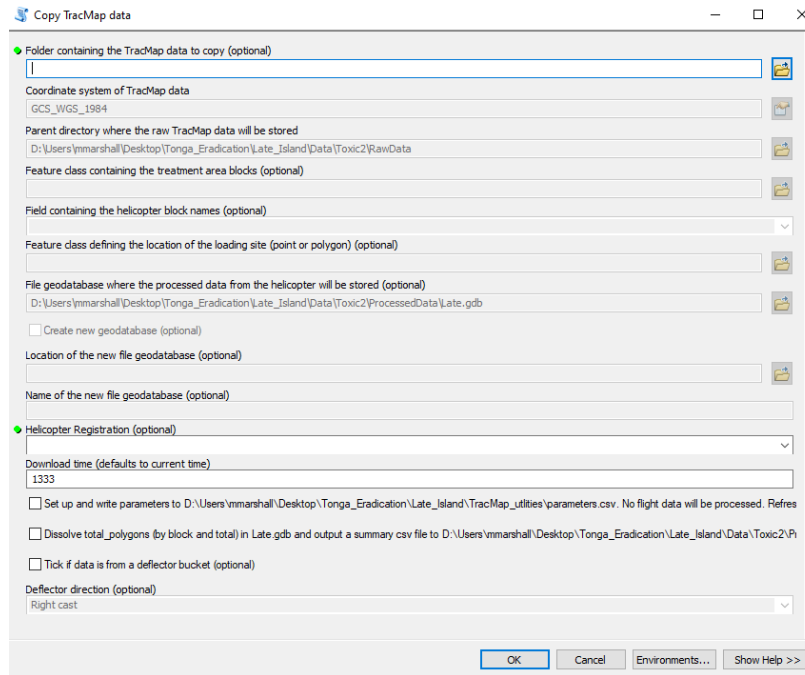 Copy TracMap data
Folder containing the TracMap data to copy (optional)
Coordinate system of TracMap data
GCS_WGS_1984
Parent directory where the raw TracMap data will be stored
D:\Users\mmarshall\Desktop\Tonga_Eradication\Late_Island\Data\Toxic2\RawData
Feature class containing the treatment area blocks (optional)
Field containing the helicopter block names (optional)
Feature class defining the location of the loading site (point or polygon) (optional)
File geodatabase where the processed data from the helicopter will be stored (optional)
D:\Users\mmarshall\Desktop\Tonga_Eradication\Late_Island\Data\Toxic2\ProcessedData\Late.gdb
Create new geodatabase (optional)
Location of the new file geodatabase (optional)
Name of the new file geodatabase (optional)
Helicopter Registration (optional)
Download time (defaults to current time)
1333
Set up and write parameters to D:\Users\mmarshall\Desktop\Tonga_Eradication\Late_Island\TracMap_utlities\parameters.csv. No flight data will be processed. Refres
Dissolve total_polygons (by block and total) in Late.gdb and output a summary csv file to D:\Users\mmarshall\Desktop\Tonga_Eradication\Late_Island\Data\Toxic2\P
Tick if data is from a deflector bucket (optional)
Deflector direction (optional)
Right cast
OK Cancel Environments... Show Help >>